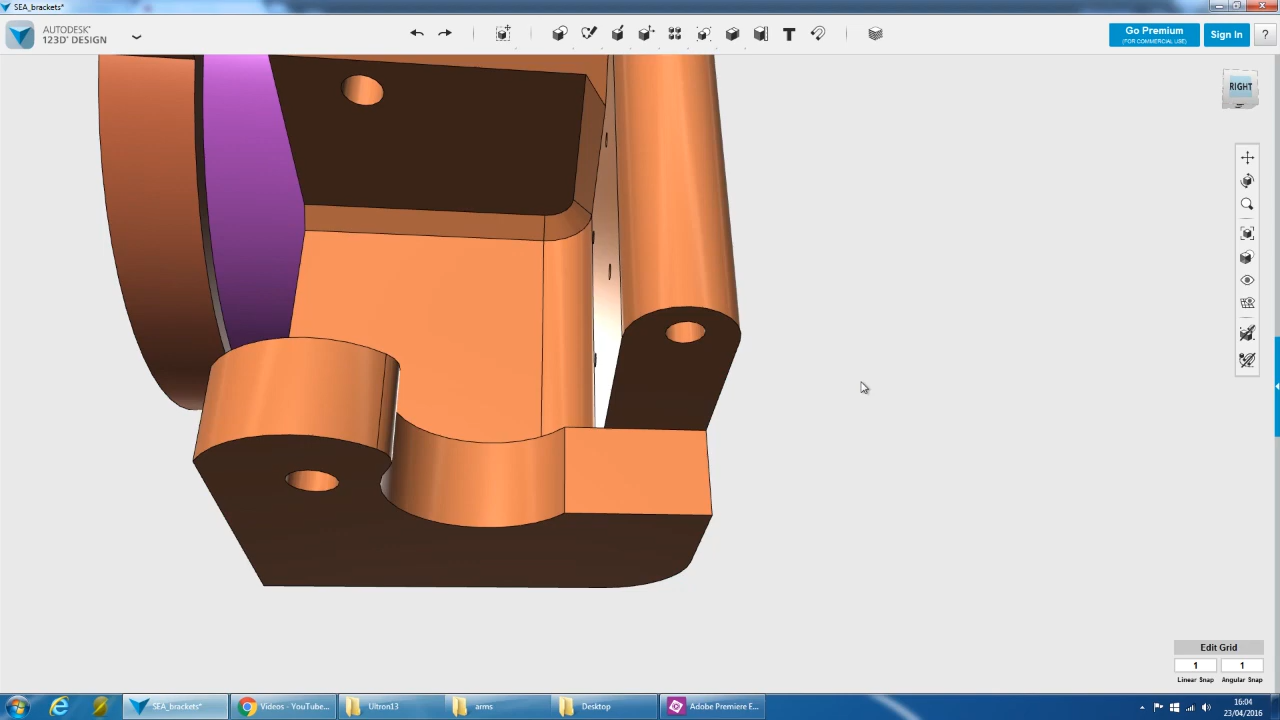 SEA_brackets*
AUTODESK®
123D® DESIGN
Go Premium
(FOR COMMERCIAL USE)
Sign In
?
RIGHT
Edit Grid
1
1
Linear Snap
Angular Snap
SEA_brackets*
Videos - YouTube...
Ultron13
arms
Desktop
Adobe Premiere E...
16:04
23/04/2016